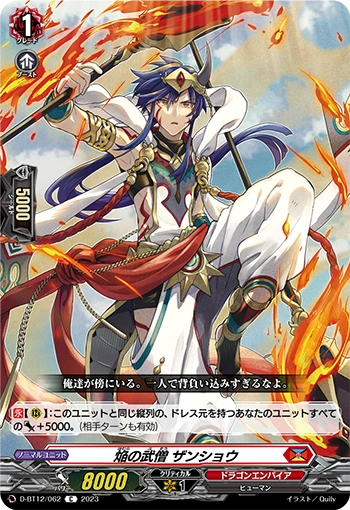 1
グレード
ブースト
5000
シールド
俺達が傍にいる。一人で背負い込みすぎるなよ。
永【】:このユニットと同じ縦列の、ドレス元を持つあなたのユニットすべて
の+5000。(相手ターンも有効)
ノーマルユニット
焔の武僧 ザンショウ
D-BT12/062 C 2023
パワー 8000
クリティカル
1
ドラゴンエンパイア
ヒューマン
イラスト/ Quily